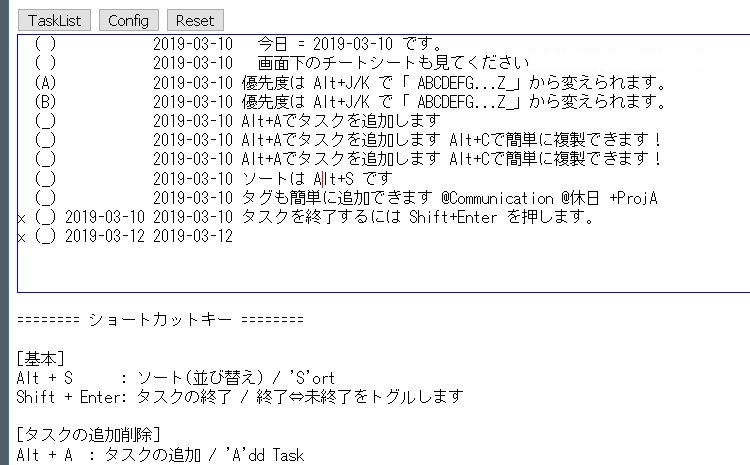 TaskList Config Reset
( ) 2019-03-10 今日 = 2019-03-10 です。
( ) 2019-03-10 画面下のチートシートも見てください
(A) 2019-03-10 優先度は Alt+J/K で「 ABCDEFG...Z_」から変えられます。
(B) 2019-03-10 優先度は Alt+J/K で「 ABCDEFG...Z_」から変えられます。
(_) 2019-03-10 Alt+Aでタスクを追加します
(_) 2019-03-10 Alt+Aでタスクを追加します Alt+Cで簡単に複製できます！
(_) 2019-03-10 Alt+Aでタスクを追加します Alt+Cで簡単に複製できます！
(_) 2019-03-10 ソートは Alt+S です
(_) 2019-03-10 タグも簡単に追加できます @Communication @休日 +ProjA
x (_) 2019-03-10 2019-03-10 タスクを終了するには Shift+Enter を押します。
x (_) 2019-03-12 2019-03-12
======== ショートカットキー ========
[基本]
Alt + S : ソート(並び替え) / 'S'ort
Shift + Enter: タスクの終了 / 終了⇔未終了をトグルします
[タスクの追加削除]
Alt + A : タスクの追加 / 'A'dd Task